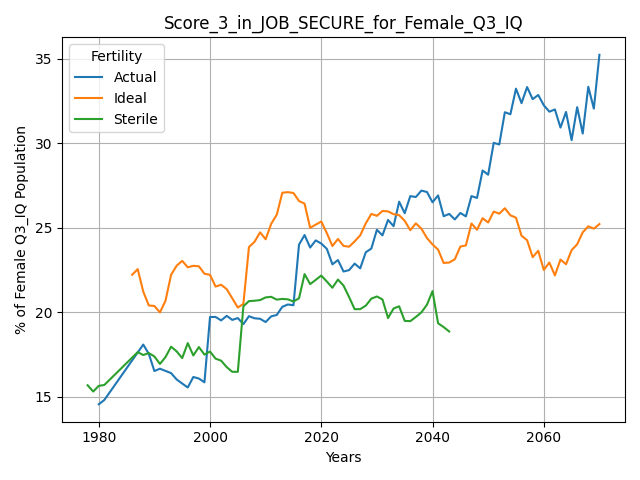 Score_3_in_JOB_SECURE_for_Female_Q3_IQ
Fertility
Actual
Ideal
Sterile
% of Female Q3_IQ Population
35
30
25
20
15
1980
2000
2020
2040
2060
Years